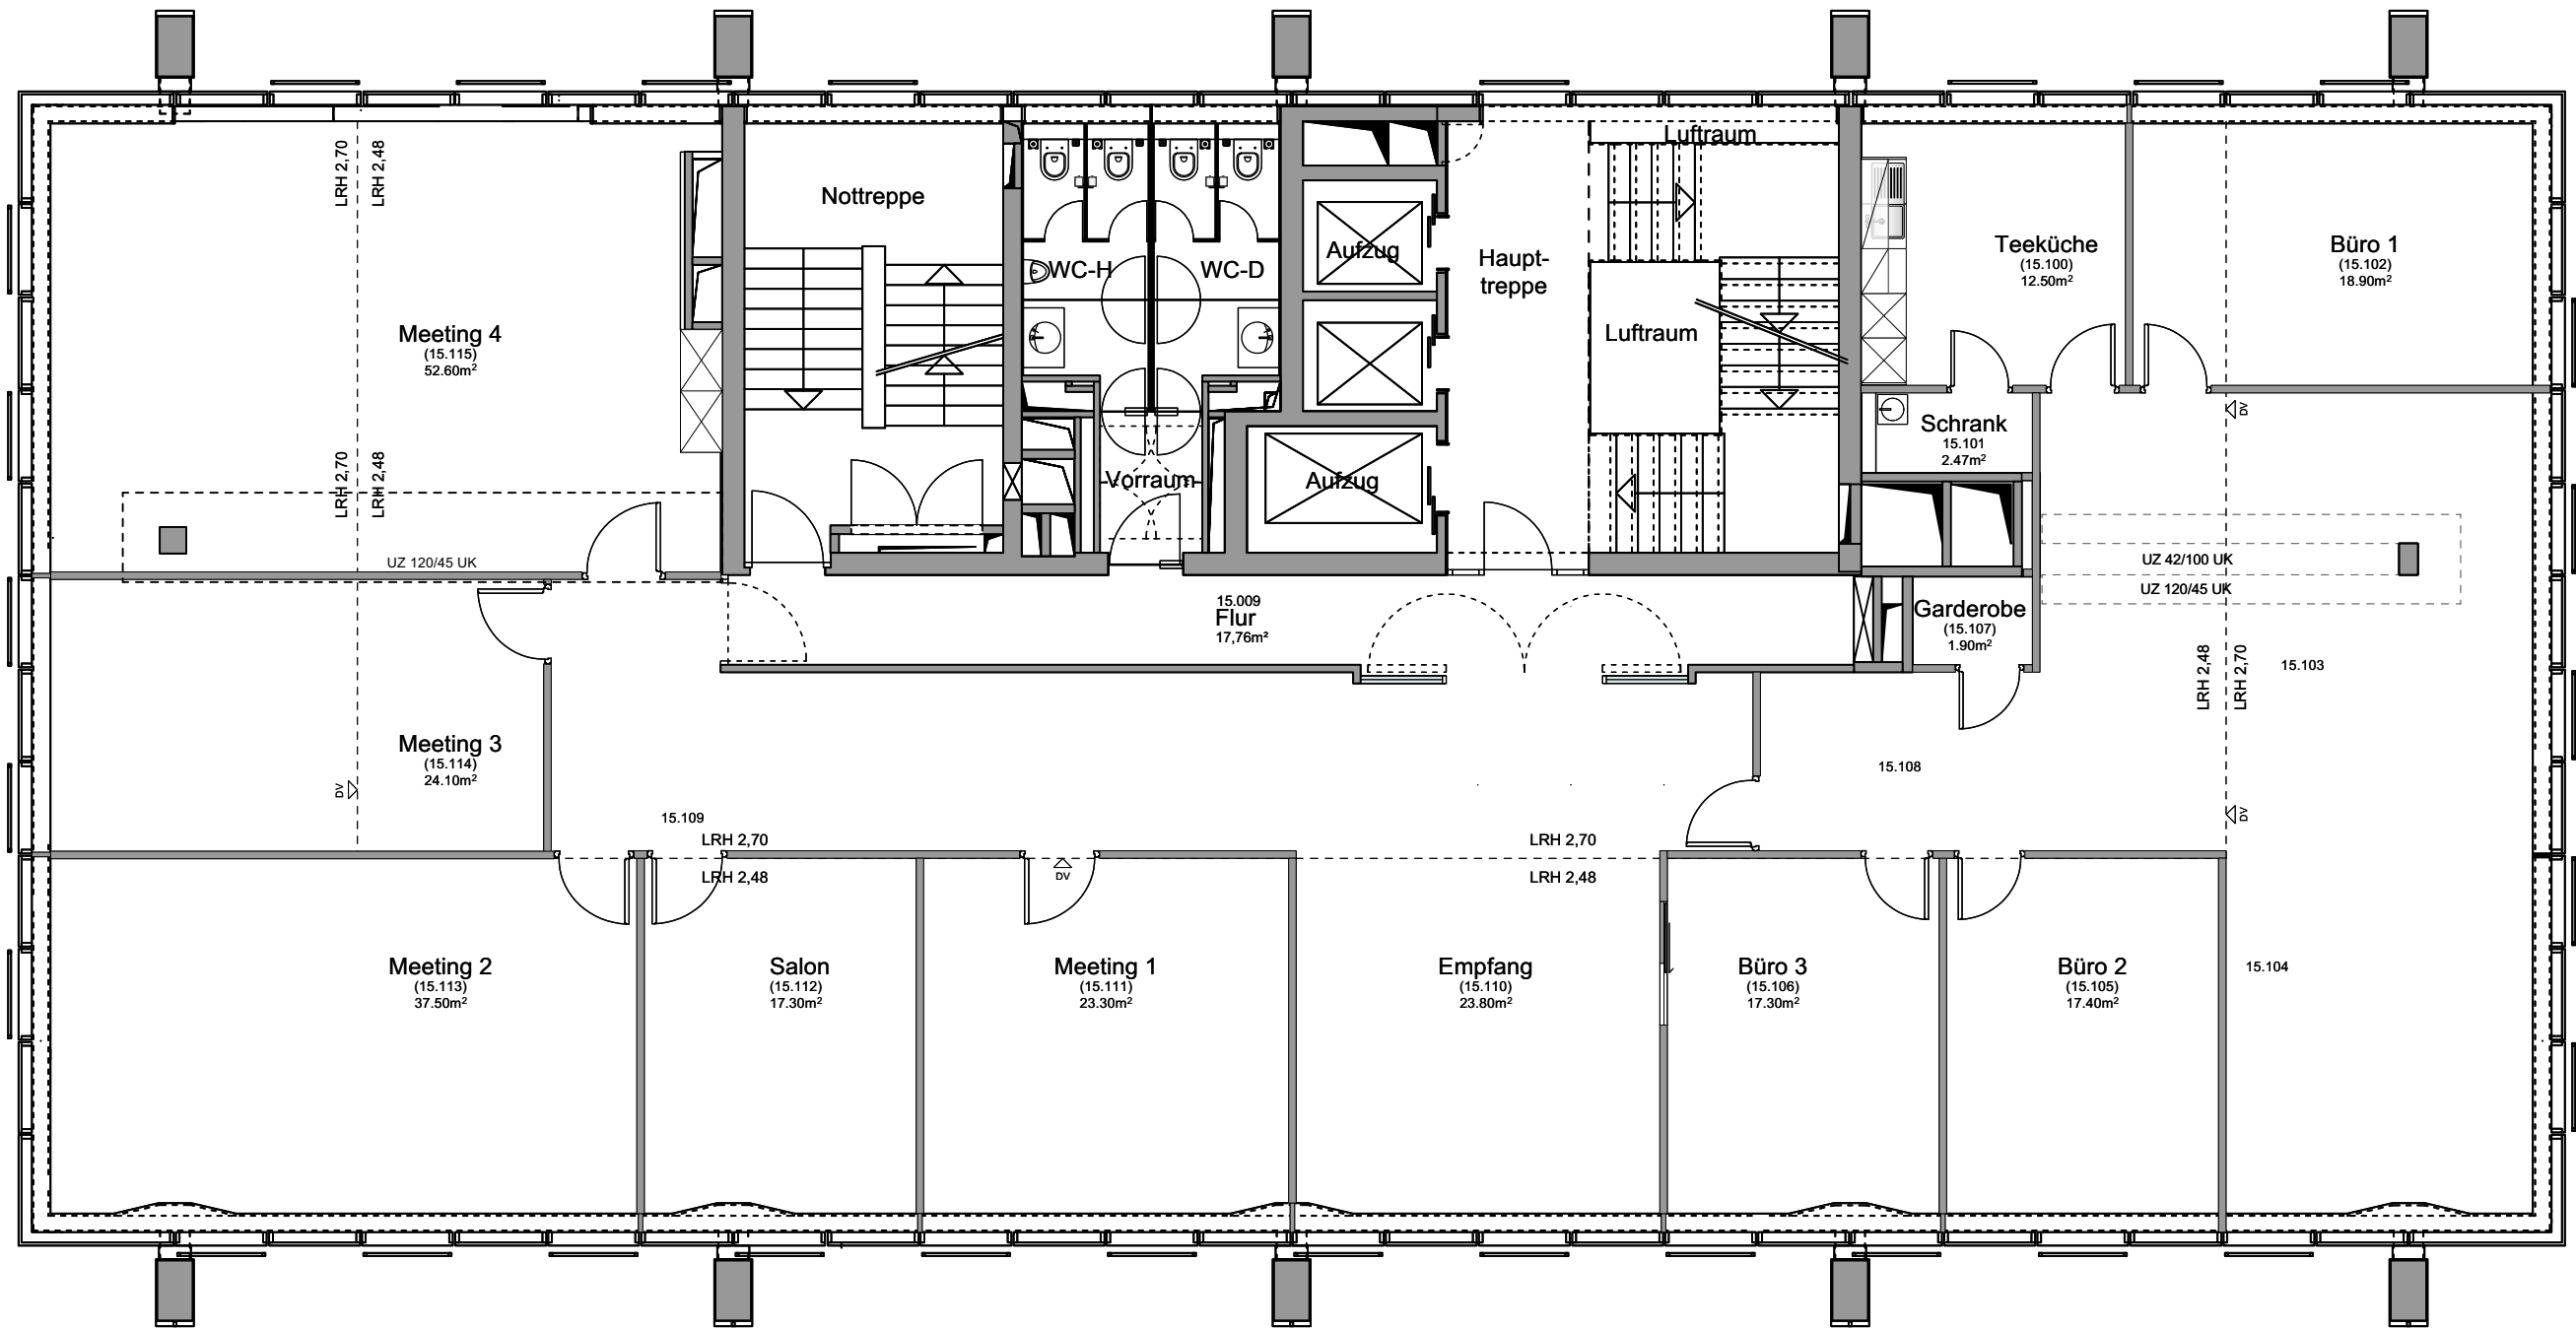 Luftraum
LRH 2,70
LRH 2,48
Nottreppe
WC-H
WC-D
Aufzug
Haupt-
treppe
Luftraum
Teeküche
(15.100)
12.50m²
Büro 1
(15.102)
18.90m²
Meeting 4
(15.115)
52.60m²
Schrank
15.101
2.47m²
DV
LRH 2,70
LRH 2,48
Vorraum
Aufzug
UZ 120/45 UK
UZ 42/100 UK
UZ 120/45 UK
15.009
Flur
17,76m²
Garderobe
(15.107)
1.90m²
LRH 2,48
LRH 2,70
15.103
Meeting 3
(15.114)
24.10m²
DV
15.108
DV
15.109
LRH 2,70
LRH 2,70
LRH 2,48
DV
LRH 2,48
Meeting 2
(15.113)
37.50m²
Salon
(15.112)
17.30m²
Meeting 1
(15.111)
23.30m²
Empfang
(15.110)
23.80m²
Büro 3
(15.106)
17.30m²
Büro 2
(15.105)
17.40m²
15.104